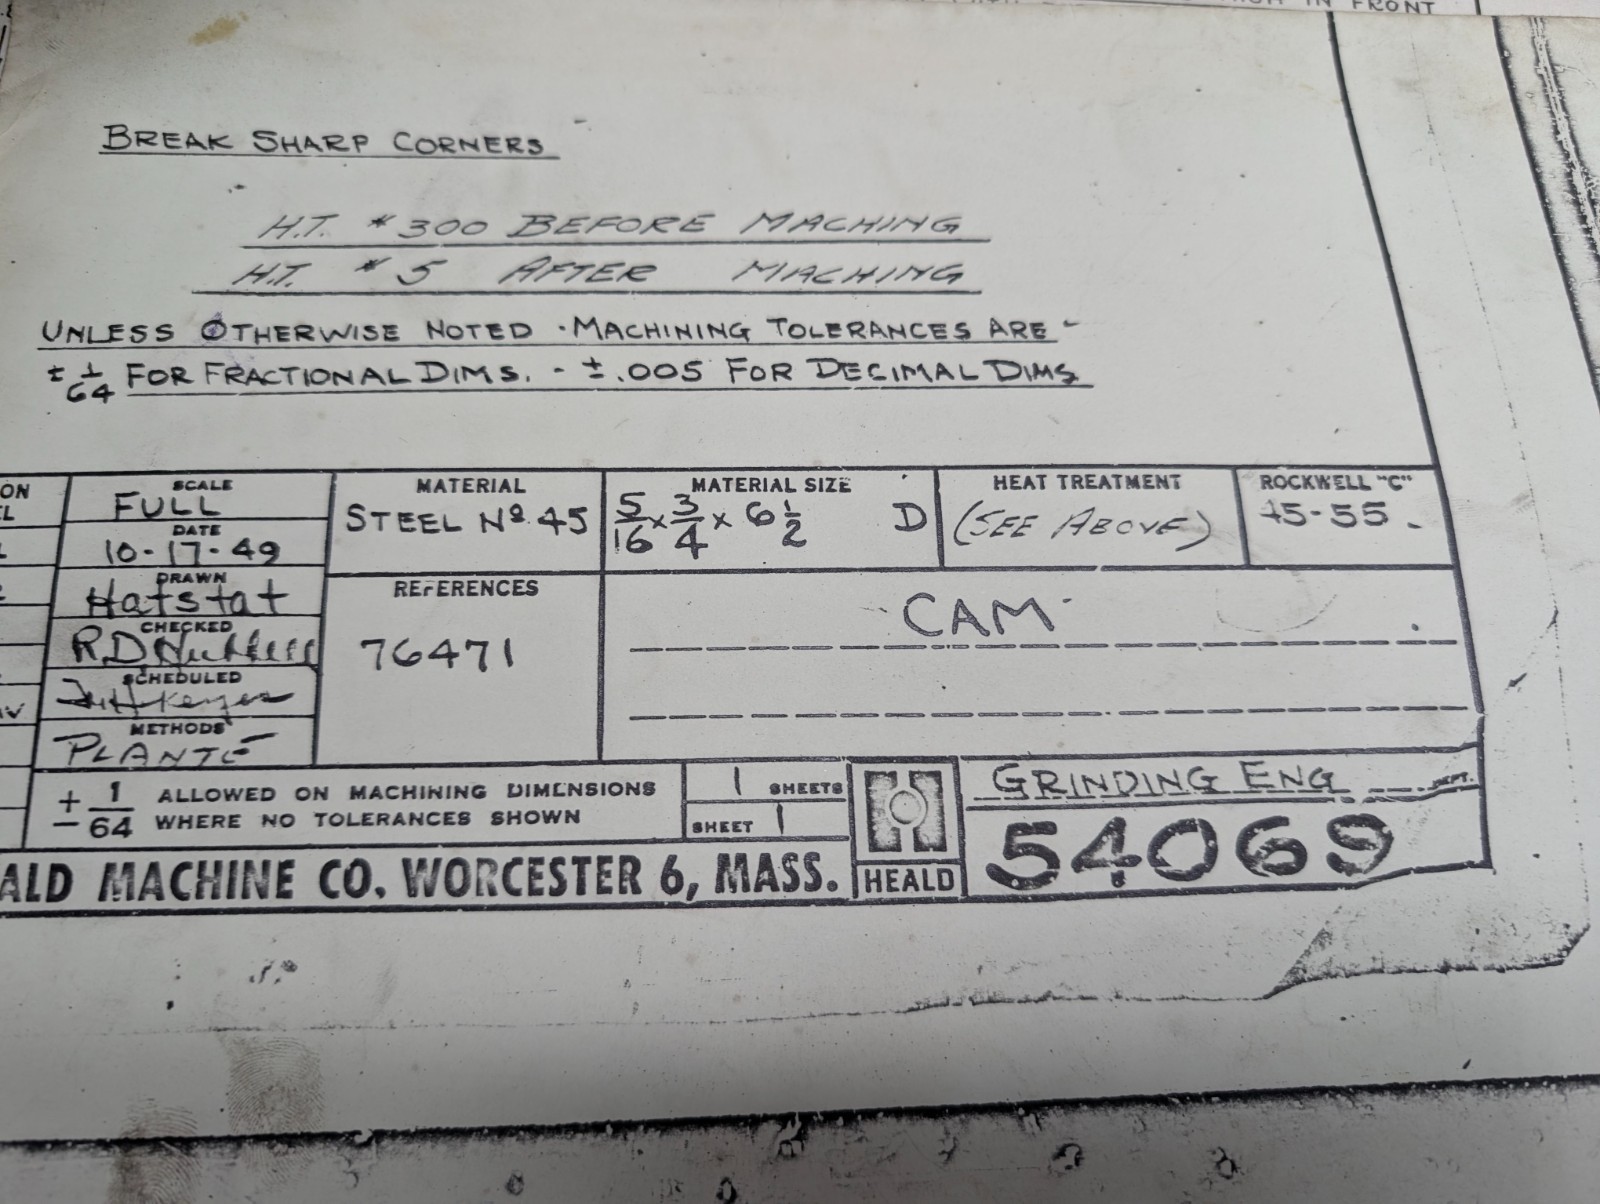 IN FRONT
BREAK SHARP CORNERS
H.T. #300 BEFORE MACHING
H.T. #5 AFTER MACHING
UNLESS OTHERWISE NOTED - MACHINING TOLERANCES ARE -
± 1/64 FOR FRACTIONAL DIMS. - ±.005 FOR DECIMAL DIMS
SCALE
FULL
DATE
10-17-49
DRAWN
Hatstat
CHECKED
SCHEDULED
METHODS
PLANTE
MATERIAL
STEEL No. 45
MATERIAL SIZE
5/16 x 3/4 x 6 1/2 D
HEAT TREATMENT
(SEE ABOVE)
ROCKWELL "C"
45-55.
REFERENCES
76471
CAM
± 1/64 ALLOWED ON MACHINING DIMENSIONS
WHERE NO TOLERANCES SHOWN
1 SHEETS
SHEET 1
HEALD
GRINDING ENG DEPT.
54069
ALD MACHINE CO. WORCESTER 6, MASS.